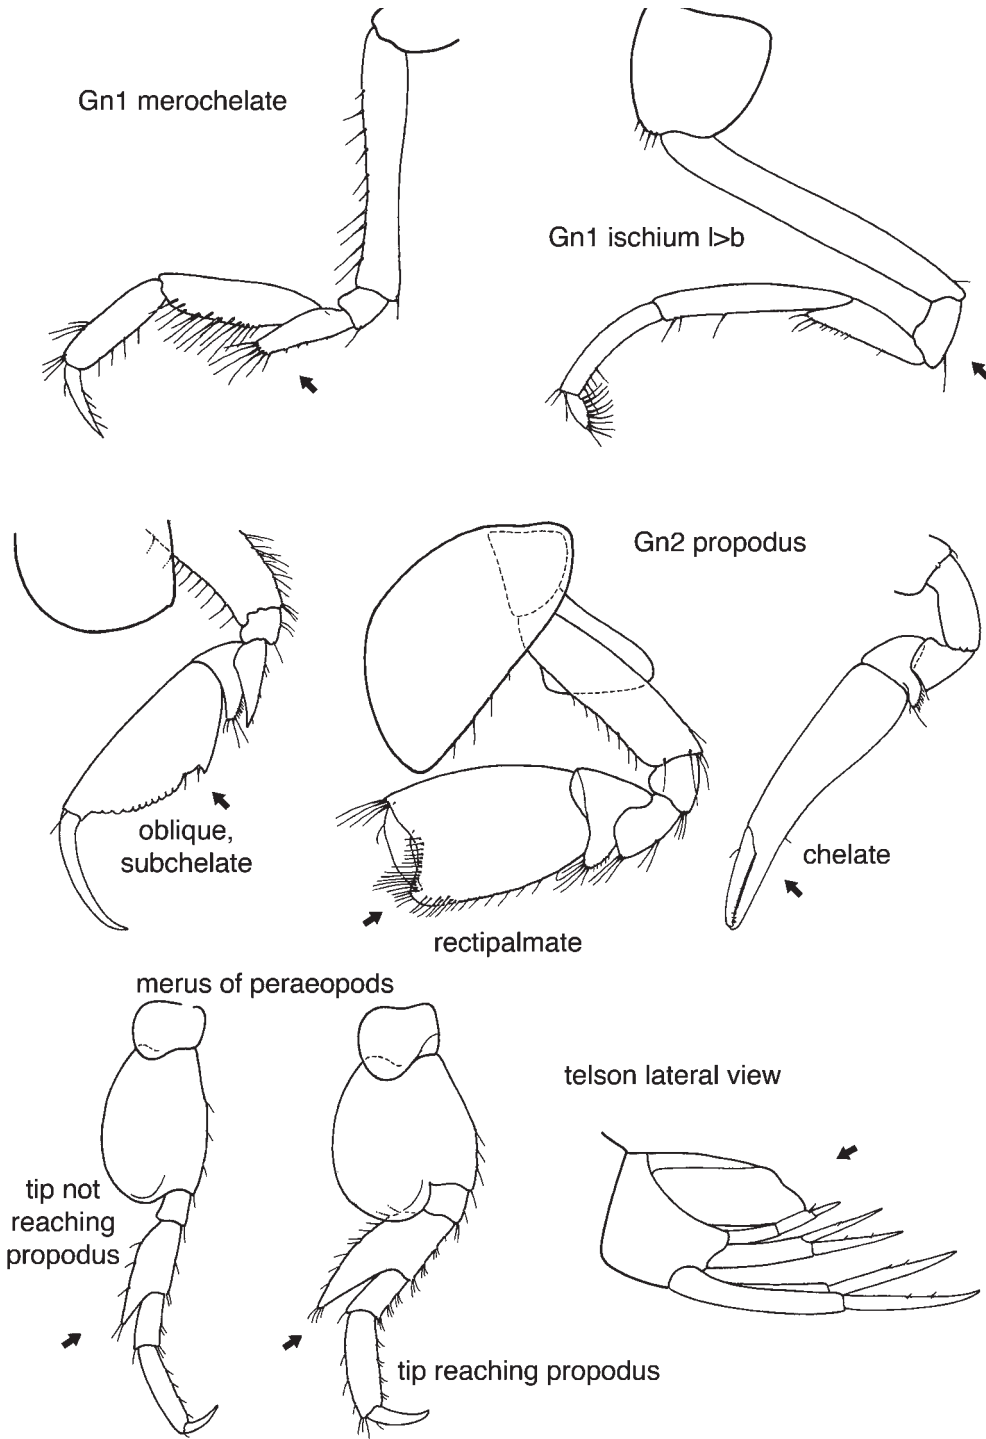 Gn1 merochelate
Gn1 ischium l>b
Gn2 propodus
oblique,
subchelate
chelate
rectipalmate
merus of peraeopods
telson lateral view
tip not
reaching
propodus
tip reaching propodus